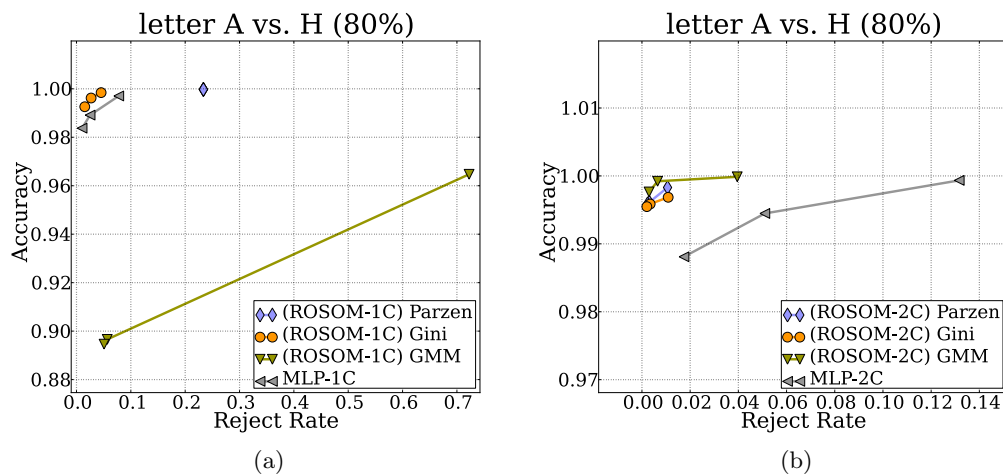 letter A vs. H (80%)
1.00
0.98
0.96
0.94
0.92
0.90
0.88
Accuracy
(ROSOM-1C) Parzen
(ROSOM-1C) Gini
(ROSOM-1C) GMM
MLP-1C
0.0 0.1 0.2 0.3 0.4 0.5 0.6 0.7
Reject Rate
(a)
letter A vs. H (80%)
1.01
1.00
0.99
0.98
0.97
Accuracy
(ROSOM-2C) Parzen
(ROSOM-2C) Gini
(ROSOM-2C) GMM
MLP-2C
0.00 0.02 0.04 0.06 0.08 0.10 0.12 0.14
Reject Rate
(b)